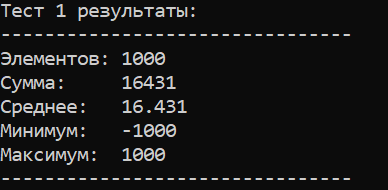 Тест 1 результаты:
--------------------------------
Элементов: 1000
Сумма:     16431
Среднее:   16.431
Минимум:   -1000
Максимум:  1000
--------------------------------